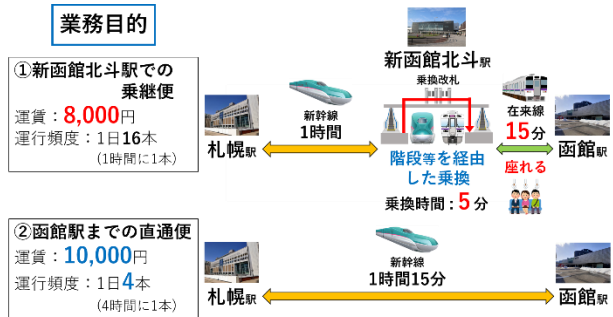 業務目的
①新函館北斗駅での
乗継便
運賃：8,000円
運行頻度：1日16本
(1時間に1本)
札幌駅
新幹線
1時間
新函館北斗駅
乗換改札
階段等を経由
した乗換
乗換時間：5分
在来線
15分
座れる
函館駅
②函館駅までの直通便
運賃：10,000円
運行頻度：1日4本
(4時間に1本)
札幌駅
新幹線
1時間15分
函館駅